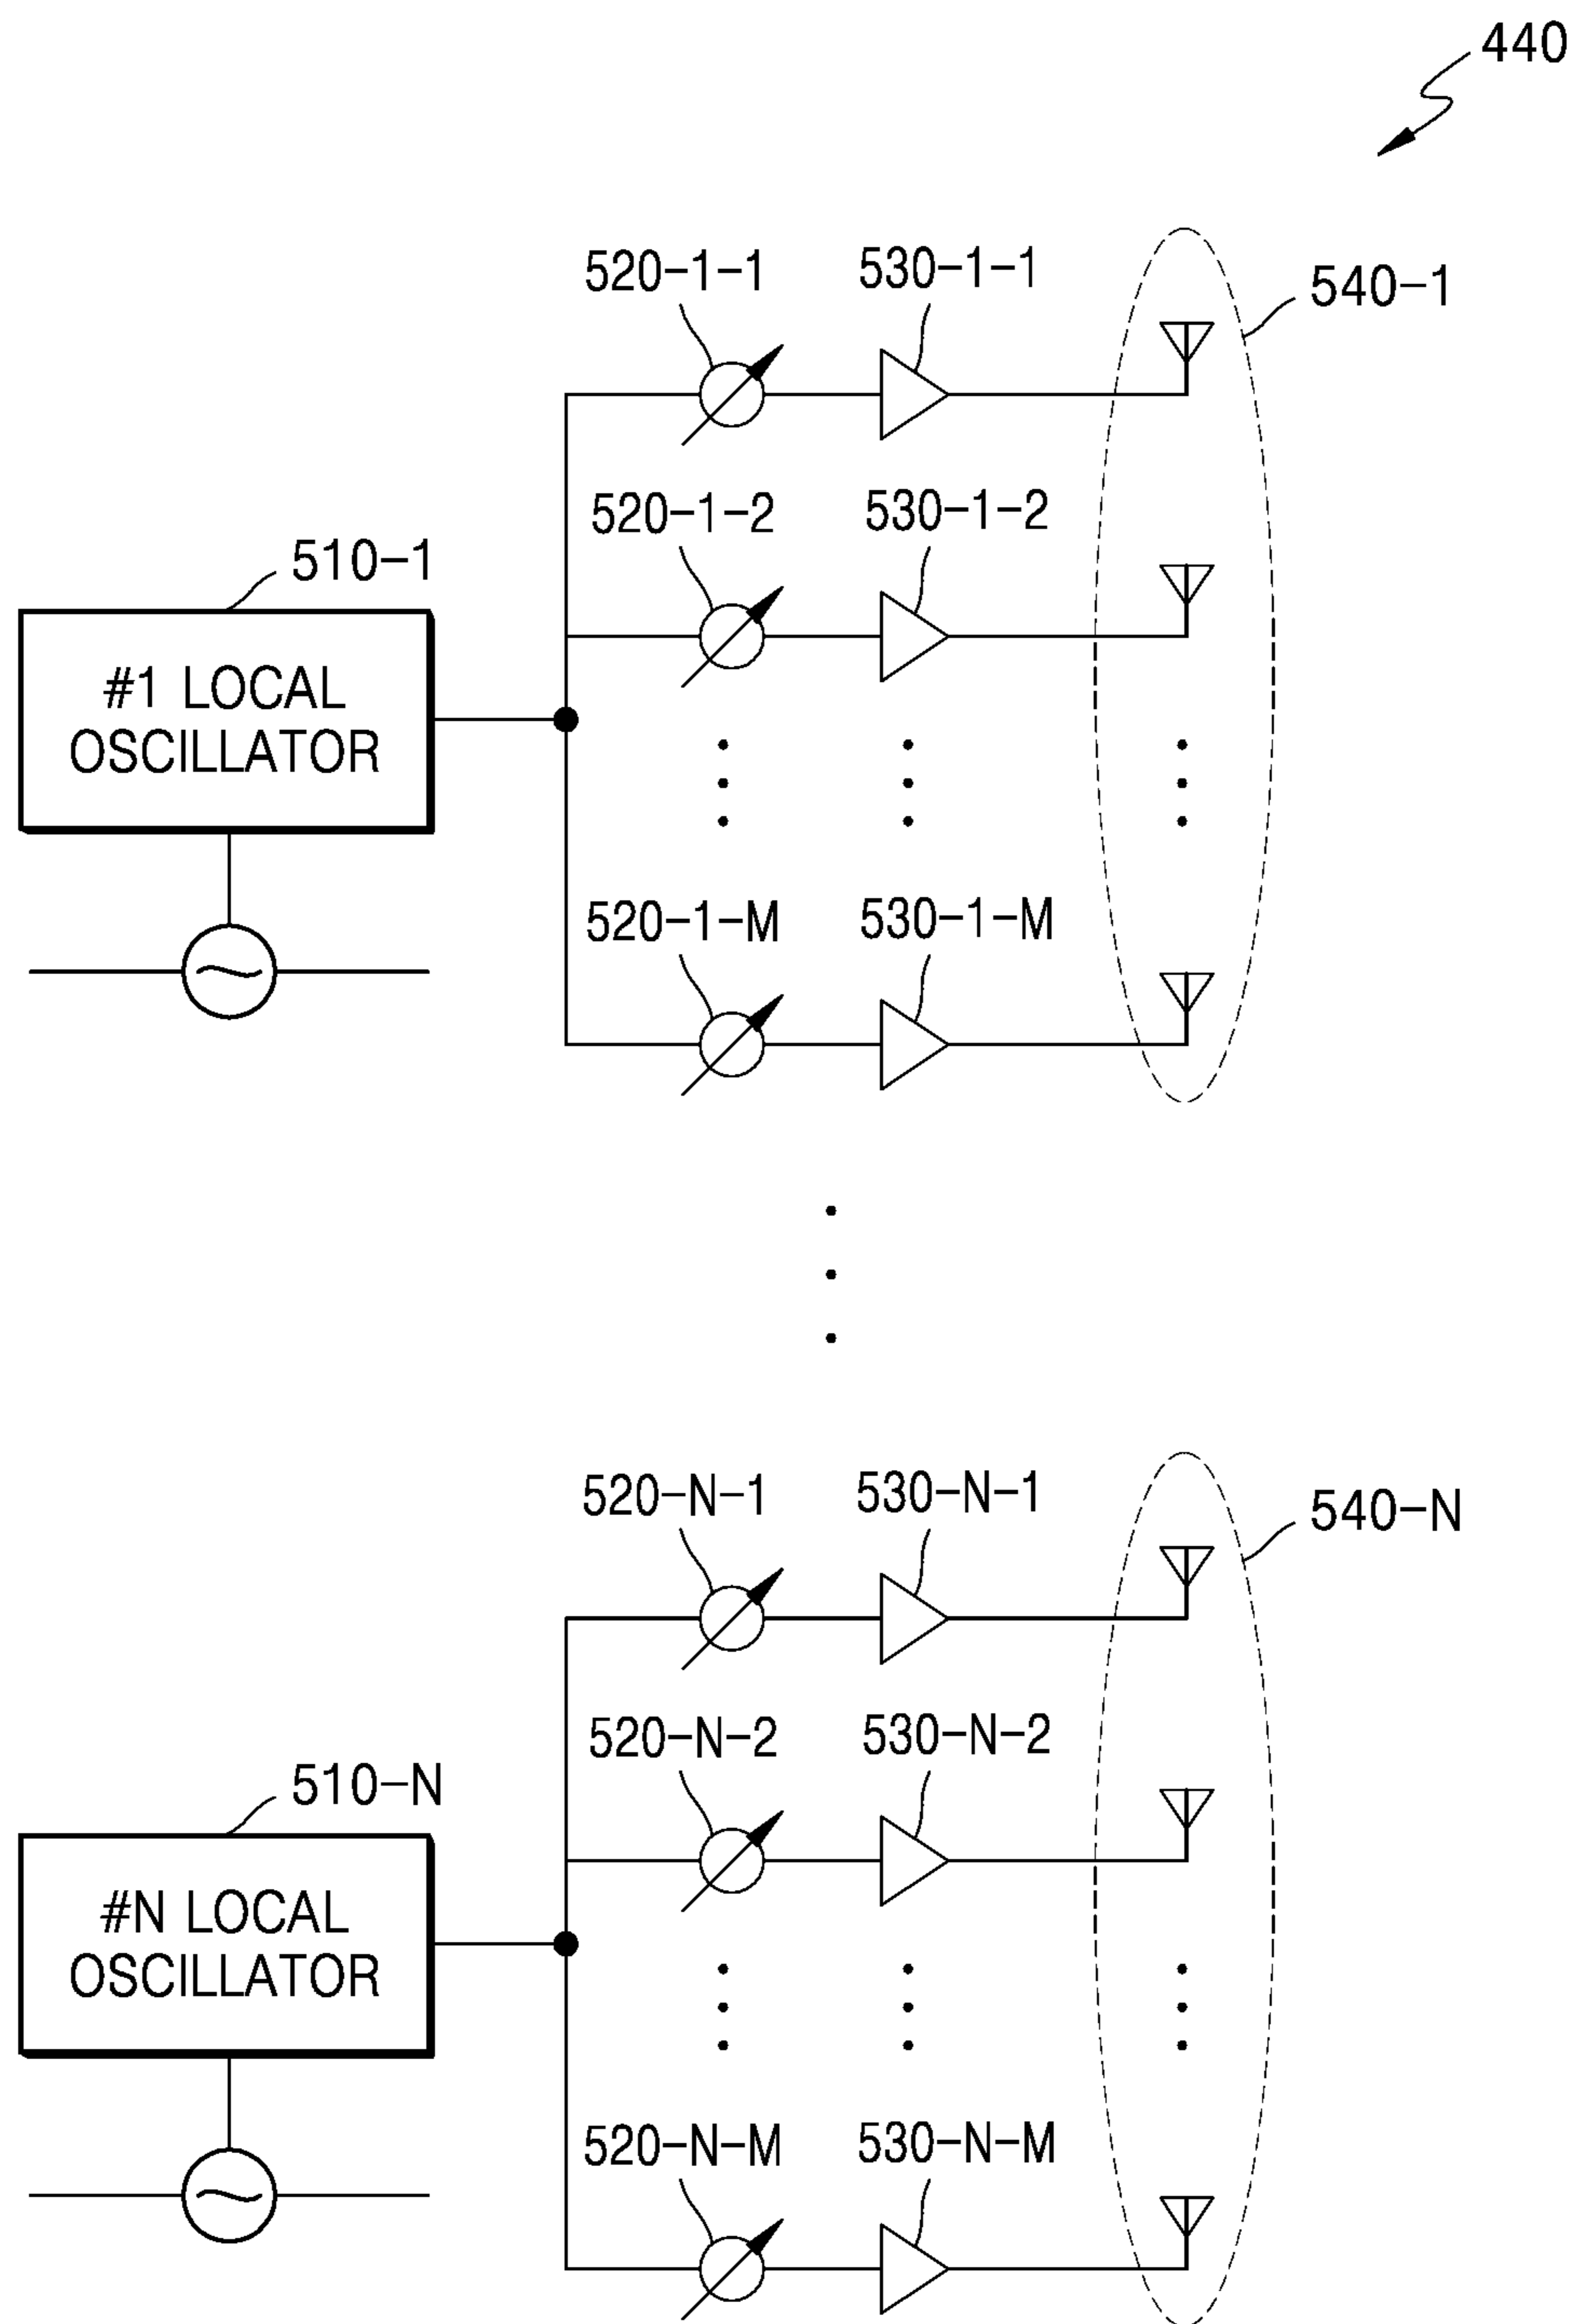 440
520-1-1
530-1-1
540-1
520-1-2
530-1-2
510-1
#1 LOCAL
OSCILLATOR
520-1-M
530-1-M
520-N-1
530-N-1
540-N
520-N-2
530-N-2
510-N
#N LOCAL
OSCILLATOR
520-N-M
530-N-M